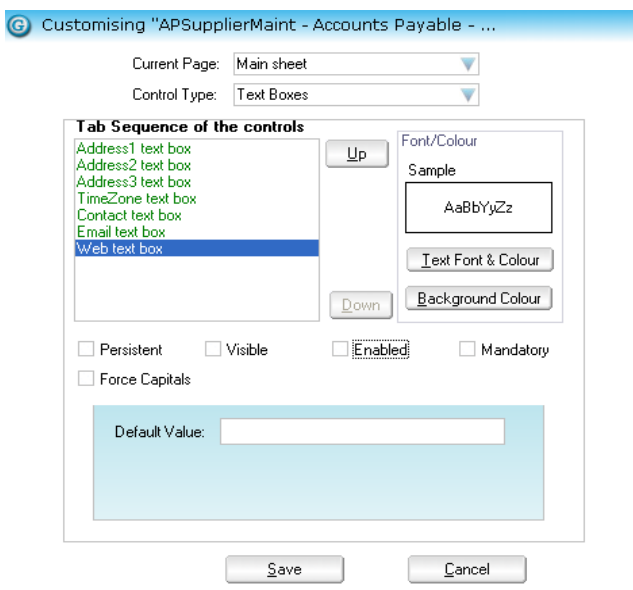 G Customising "APSupplierMaint - Accounts Payable - ...
Current Page: Main sheet
Control Type: Text Boxes
Tab Sequence of the controls
Address1 text box
Address2 text box
Address3 text box
TimeZone text box
Contact text box
Email text box
Web text box
Up
Down
Font/Colour
Sample
AaBbYyZz
Text Font & Colour
Background Colour
Persistent Visible Enabled Mandatory
Force Capitals
Default Value:
Save Cancel